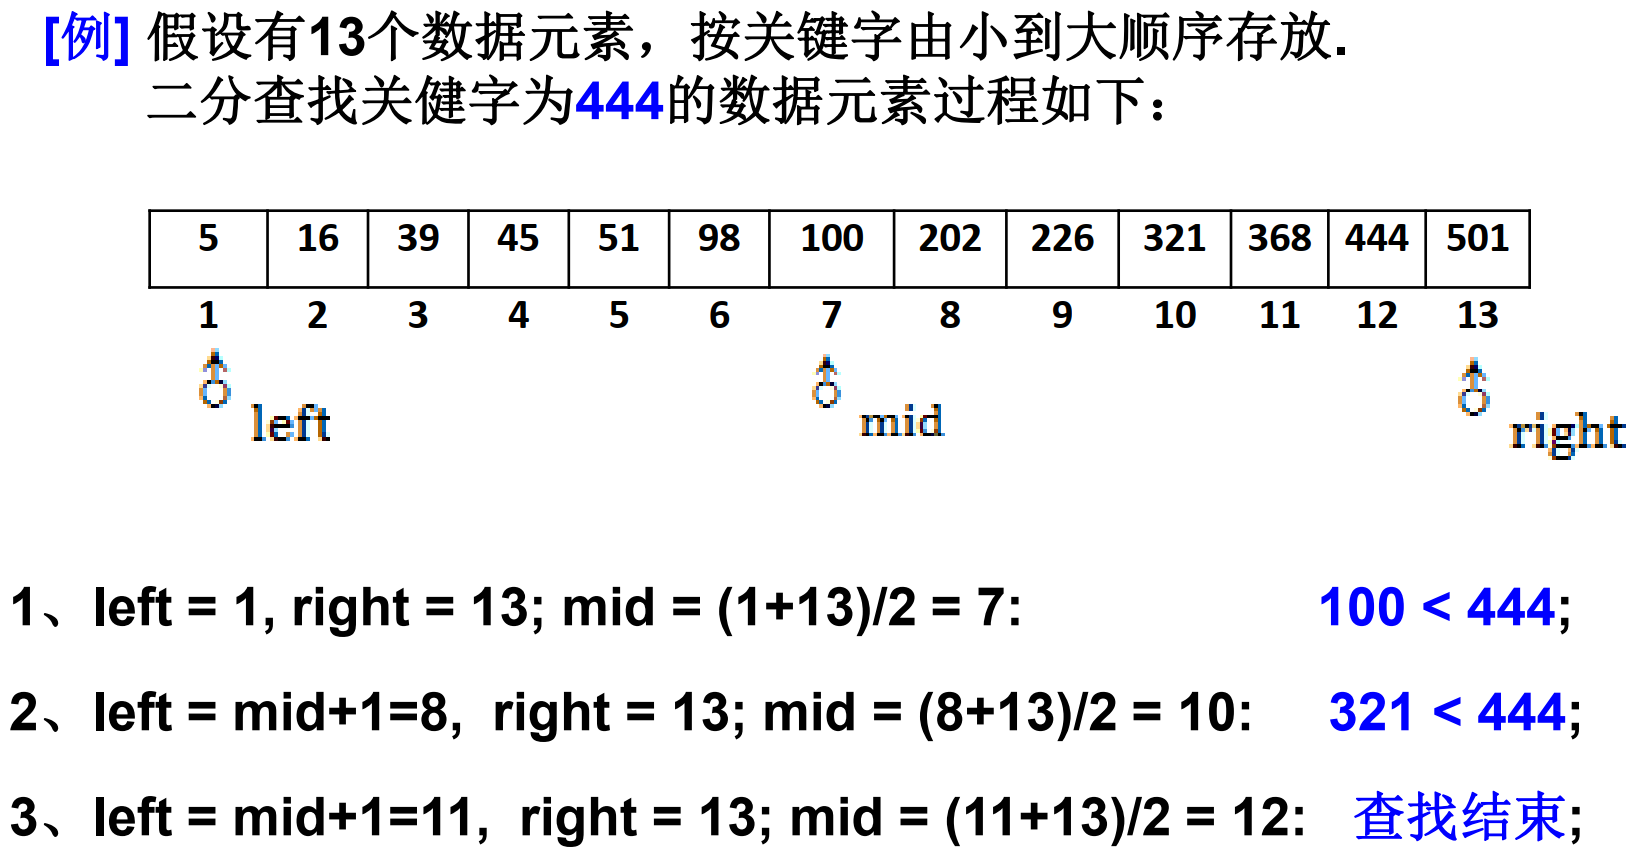 [例] 假设有13个数据元素，按关键字由小到大顺序存放.
二分查找关健字为444的数据元素过程如下：
5 16 39 45 51 98 100 202 226 321 368 444 501
1 2 3 4 5 6 7 8 9 10 11 12 13
left mid right
1、left = 1, right = 13; mid = (1+13)/2 = 7: 100 < 444;
2、left = mid+1=8, right = 13; mid = (8+13)/2 = 10: 321 < 444;
3、left = mid+1=11, right = 13; mid = (11+13)/2 = 12: 查找结束;